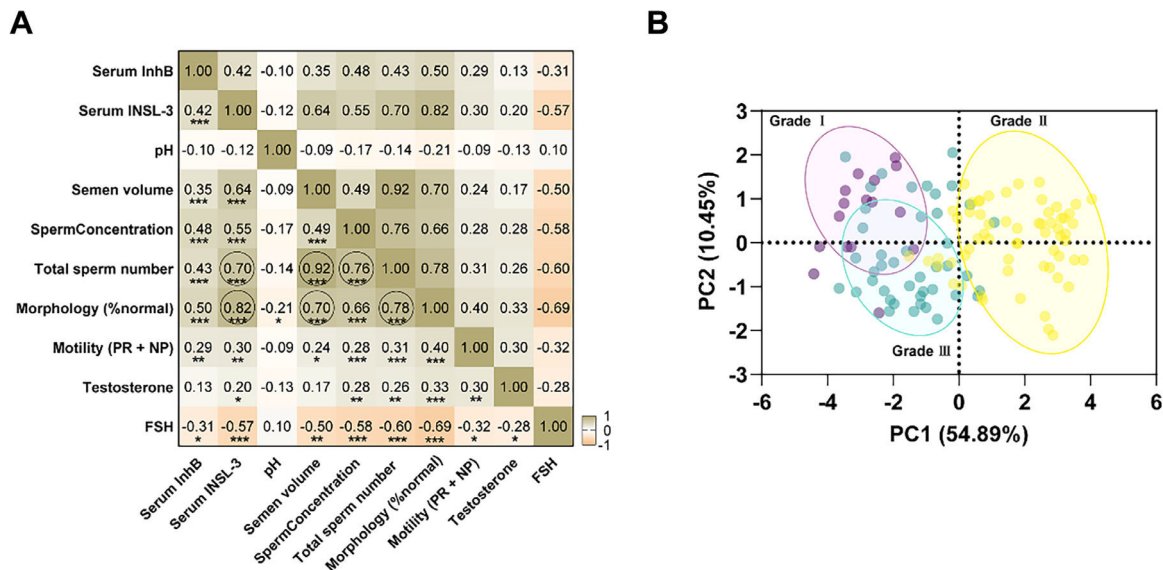 A
Serum InhB 1.00 0.42 -0.10 0.35 0.48 0.43 0.50 0.29 0.13 -0.31
Serum INSL-3 0.42 1.00 -0.12 0.64 0.55 0.70 0.82 0.30 0.20 -0.57
***
pH -0.10 -0.12 1.00 -0.09 -0.17 -0.14 -0.21 -0.09 -0.13 0.10
Semen volume 0.35 0.64 -0.09 1.00 0.49 0.92 0.70 0.24 0.17 -0.50
*** ***
SpermConcentration 0.48 0.55 -0.17 0.49 1.00 0.76 0.66 0.28 0.28 -0.58
*** *** ***
Total sperm number 0.43 0.70 -0.14 0.92 0.76 1.00 0.78 0.31 0.26 -0.60
*** *** *** ***
Morphology (%normal) 0.50 0.82 -0.21 0.70 0.66 0.78 1.00 0.40 0.33 -0.69
*** *** * *** *** ***
Motility (PR + NP) 0.29 0.30 -0.09 0.24 0.28 0.31 0.40 1.00 0.30 -0.32
** ** * *** *** ***
Testosterone 0.13 0.20 -0.13 0.17 0.28 0.26 0.33 0.30 1.00 -0.28
* ** ** *** **
FSH -0.31 -0.57 0.10 -0.50 -0.58 -0.60 -0.69 -0.32 -0.28 1.00
* *** ** *** *** *** * *
1
0
-1
Serum InhB
Serum INSL-3
pH
Semen volume
SpermConcentration
Total sperm number
Morphology (%normal)
Motility (PR + NP)
Testosterone
FSH
B
Grade I
Grade II
Grade III
3
2
1
0
-1
-2
-3
PC2 (10.45%)
-6 -4 -2 0 2 4 6
PC1 (54.89%)